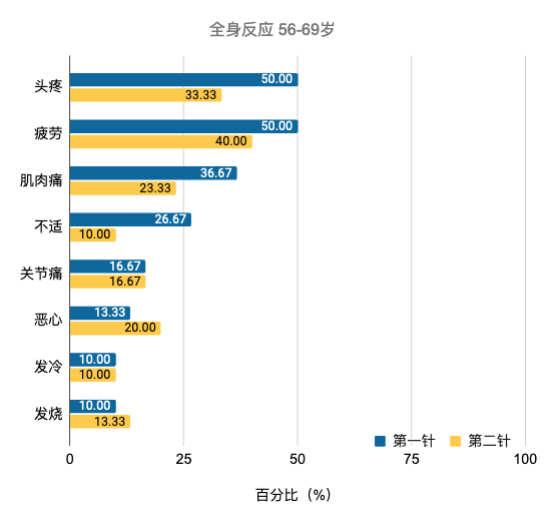 全身反应 56-69岁
头疼
50.00
33.33
疲劳
50.00
40.00
肌肉痛
36.67
23.33
不适
26.67
10.00
关节痛
16.67
16.67
恶心
13.33
20.00
发冷
10.00
10.00
发烧
10.00
13.33
第一针 第二针
0 25 50 75 100
百分比（%）